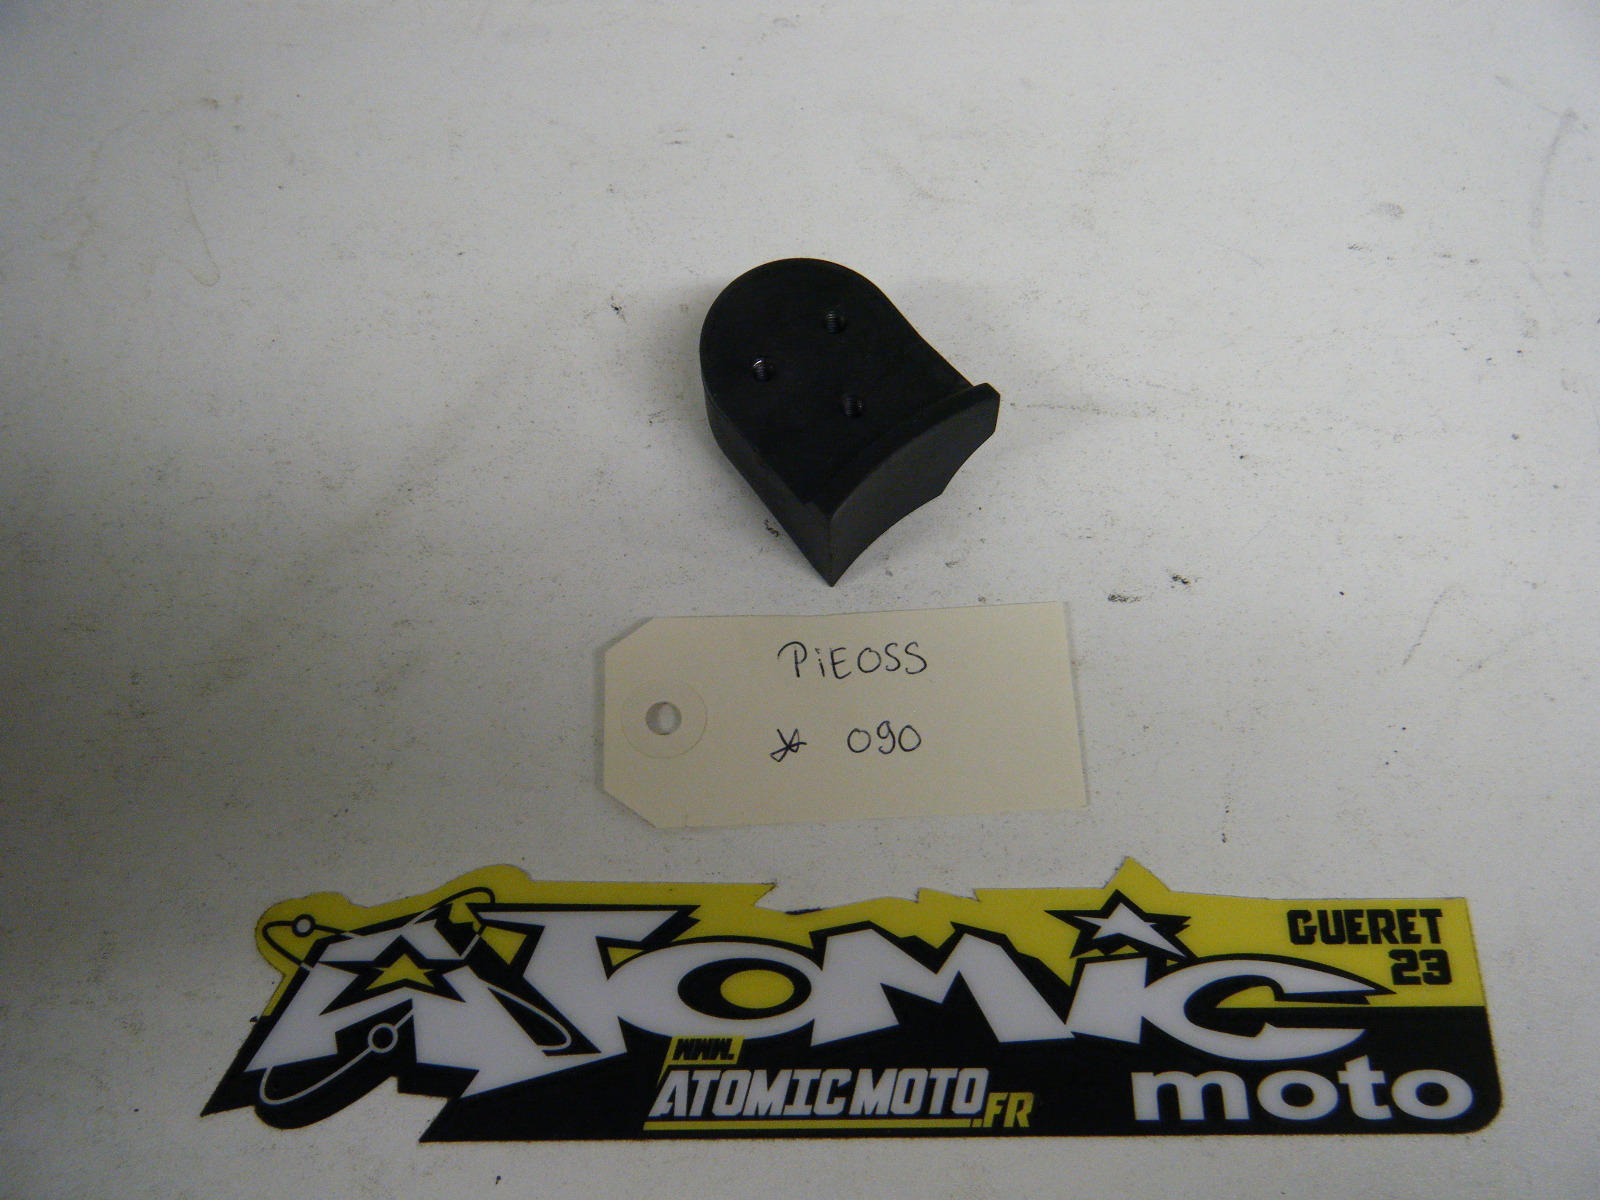 PiEOSS
* 090
ATOMiC
GUERET
23
WWW.
ATOMICMOTO.FR
moto